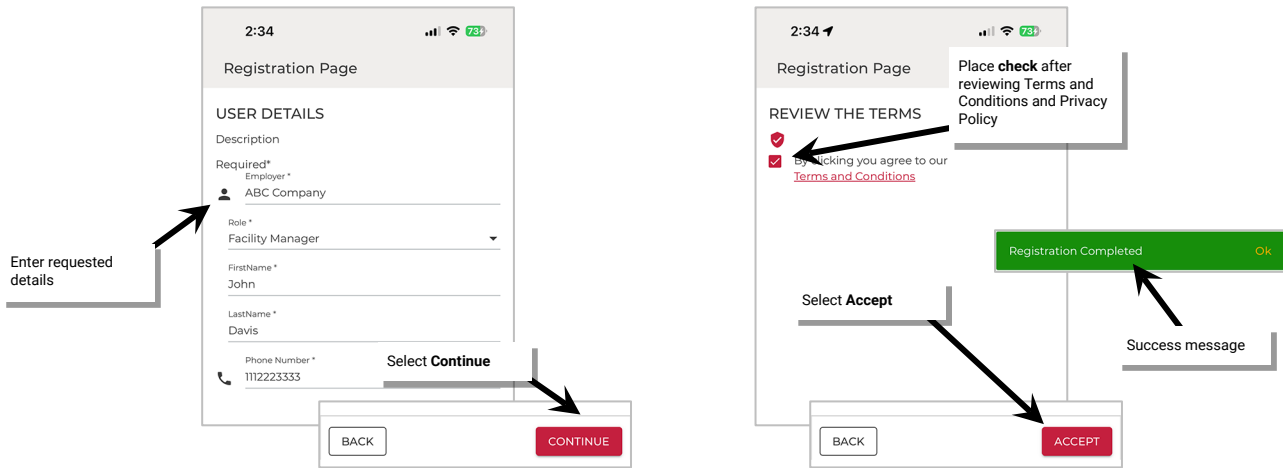 2:34
73
Registration Page
USER DETAILS
Description
Required*
Employer *
ABC Company
Role *
Facility Manager
FirstName *
John
LastName *
Davis
Phone Number *
1112223333
Enter requested
details
Select Continue
BACK
CONTINUE
2:34
73
Registration Page
Place check after
reviewing Terms and
Conditions and Privacy
Policy
REVIEW THE TERMS
By clicking you agree to our
Terms and Conditions
Registration Completed
Ok
Select Accept
Success message
BACK
ACCEPT